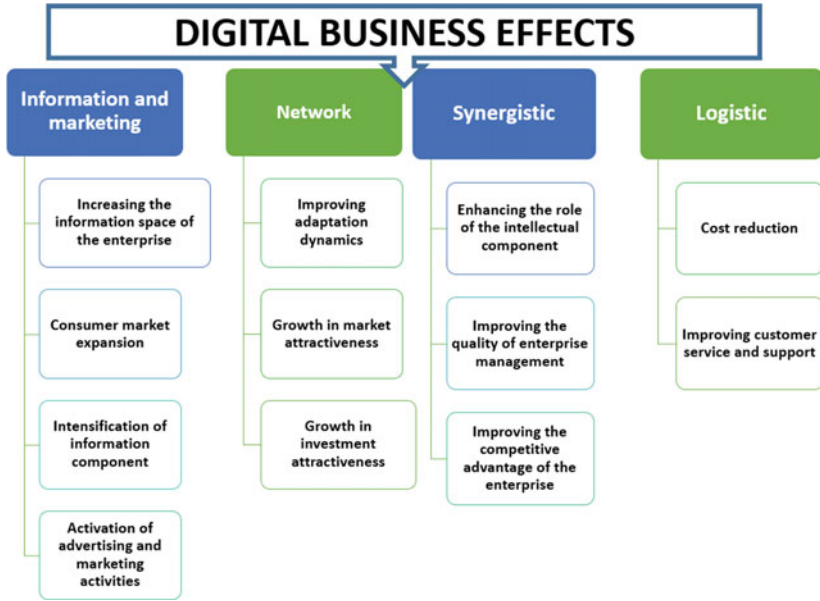 DIGITAL BUSINESS EFFECTS
Information and
marketing
Increasing the
information space of
the enterprise
Consumer market
expansion
Intensification of
information
component
Activation of
advertising and
marketing
activities
Network
Improving
adaptation
dynamics
Growth in market
attractiveness
Growth in
investment
attractiveness
Synergistic
Enhancing the role of
the intellectual
component
Improving the
quality of enterprise
management
Improving the
competitive
advantage of the
enterprise
Logistic
Cost reduction
Improving customer
service and support